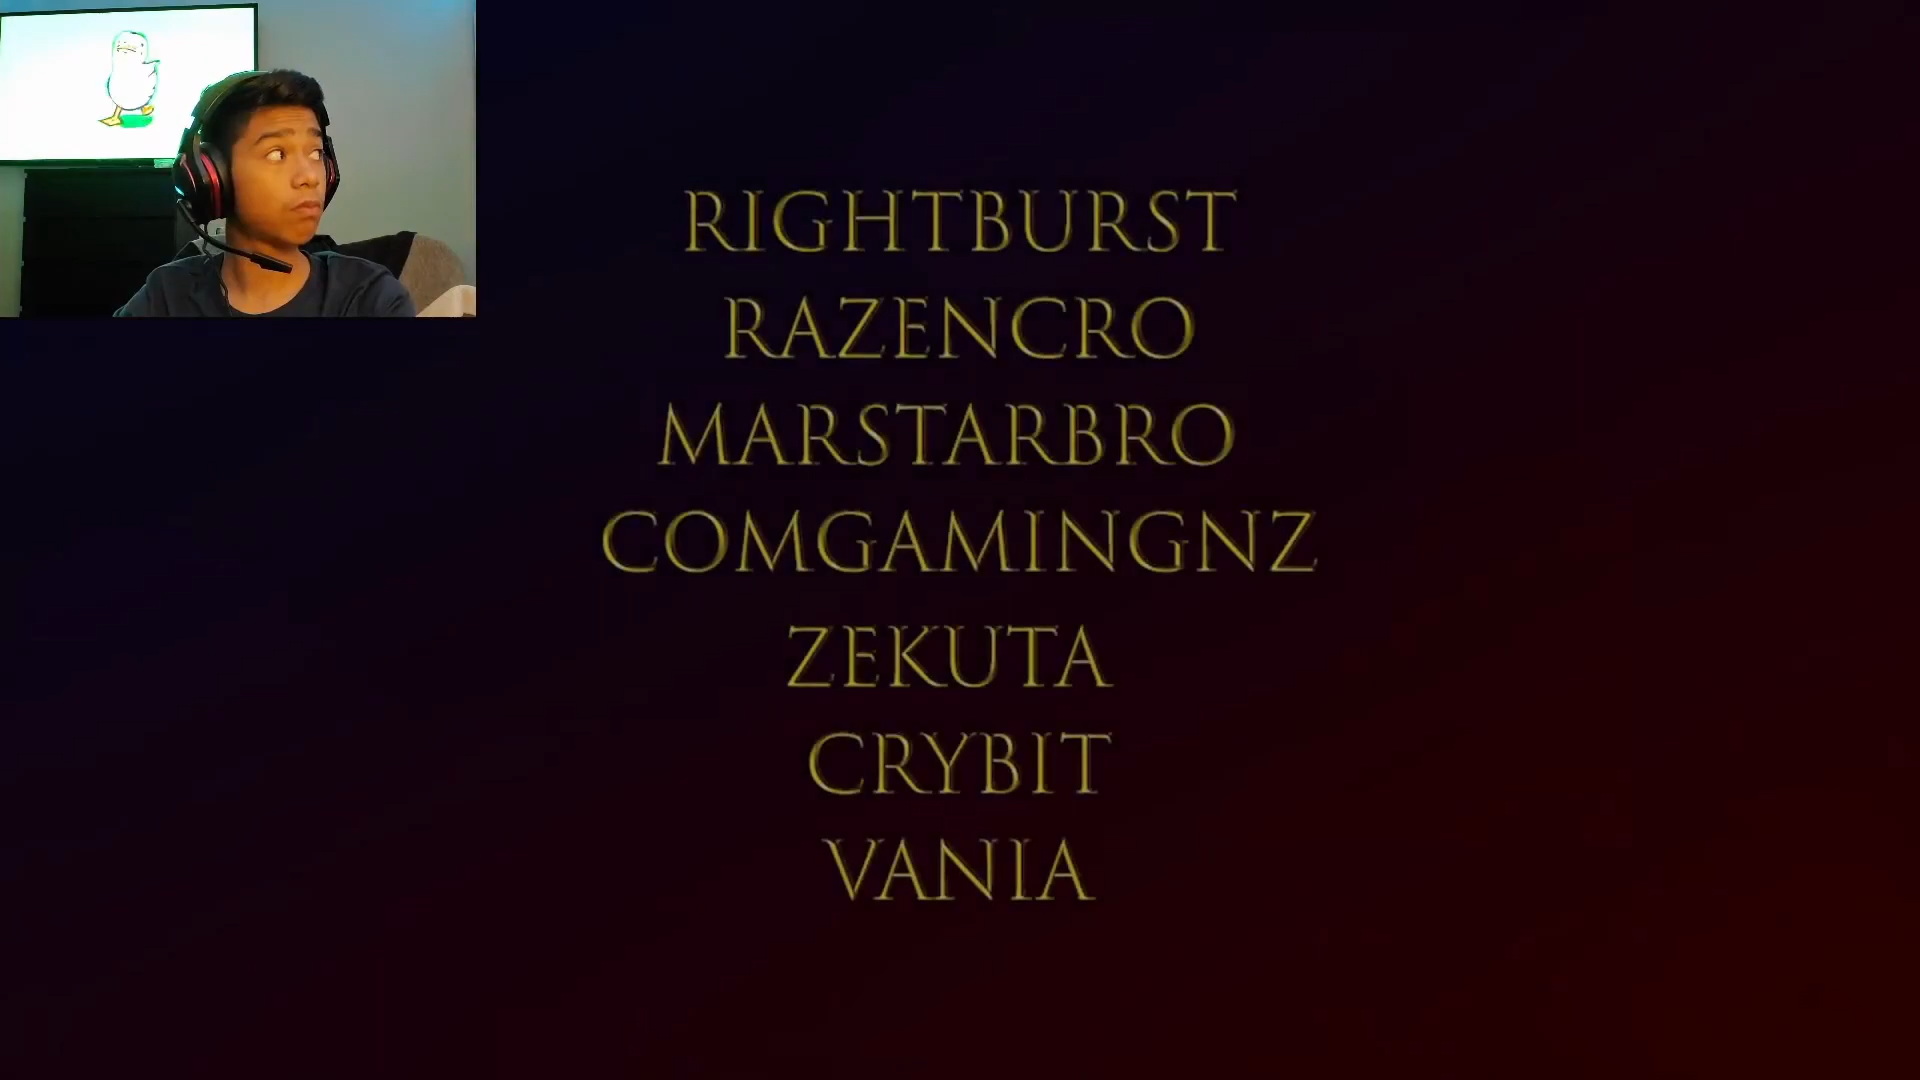 RIGHTBURST
RAZENCRO
MARSTARBRO
COMGAMINGNZ
ZEKUTA
CRYBIT
VANIA